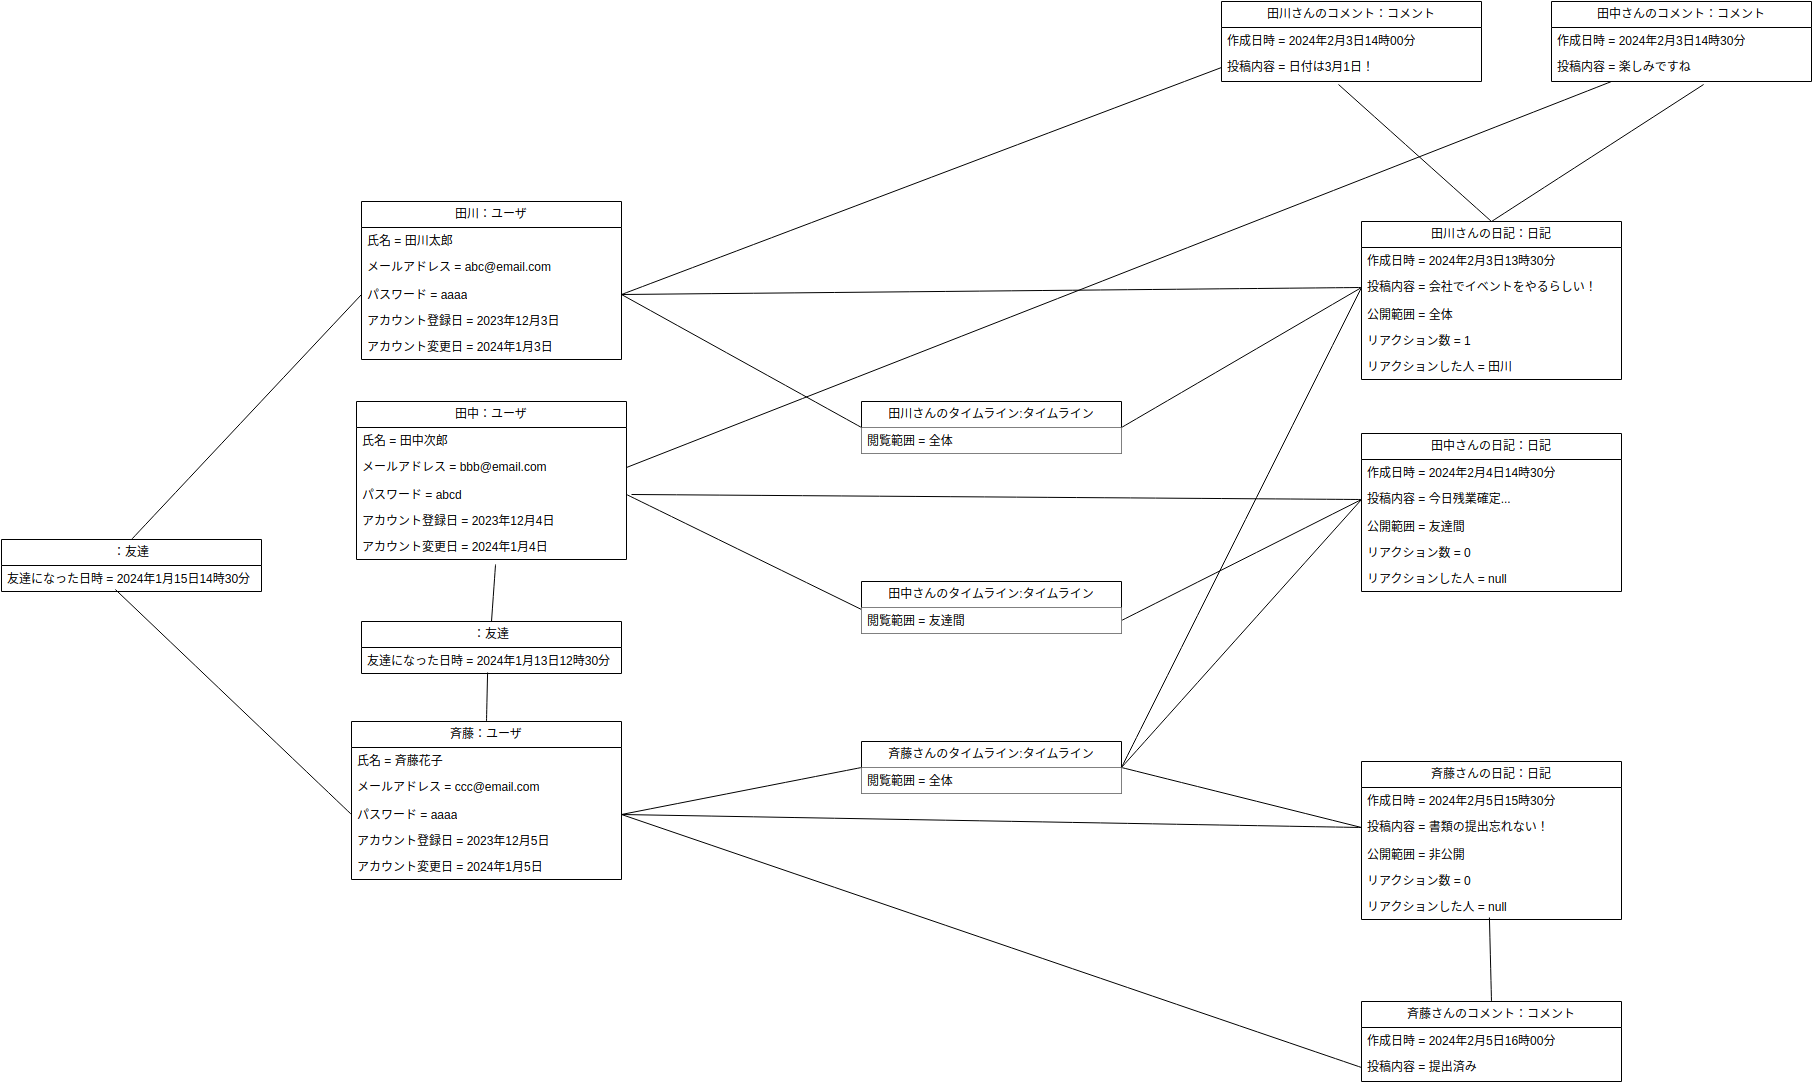 田川さんのコメント：コメント
作成日時 = 2024年2月3日14時00分
投稿内容 = 日付は3月1日！
田中さんのコメント：コメント
作成日時 = 2024年2月3日14時30分
投稿内容 = 楽しみですね
田川：ユーザ
氏名 = 田川太郎
メールアドレス = abc@email.com
パスワード = aaaa
アカウント登録日 = 2023年12月3日
アカウント変更日 = 2024年1月3日
田川さんの日記：日記
作成日時 = 2024年2月3日13時30分
投稿内容 = 会社でイベントをやるらしい！
公開範囲 = 全体
リアクション数 = 1
リアクションした人 = 田川
田中：ユーザ
氏名 = 田中次郎
メールアドレス = bbb@email.com
パスワード = abcd
アカウント登録日 = 2023年12月4日
アカウント変更日 = 2024年1月4日
田川さんのタイムライン:タイムライン
閲覧範囲 = 全体
田中さんの日記：日記
作成日時 = 2024年2月4日14時30分
投稿内容 = 今日残業確定...
公開範囲 = 友達間
リアクション数 = 0
リアクションした人 = null
：友達
友達になった日時 = 2024年1月15日14時30分
田中さんのタイムライン:タイムライン
閲覧範囲 = 友達間
：友達
友達になった日時 = 2024年1月13日12時30分
斉藤：ユーザ
氏名 = 斉藤花子
メールアドレス = ccc@email.com
パスワード = aaaa
アカウント登録日 = 2023年12月5日
アカウント変更日 = 2024年1月5日
斉藤さんのタイムライン:タイムライン
閲覧範囲 = 全体
斉藤さんの日記：日記
作成日時 = 2024年2月5日15時30分
投稿内容 = 書類の提出忘れない！
公開範囲 = 非公開
リアクション数 = 0
リアクションした人 = null
斉藤さんのコメント：コメント
作成日時 = 2024年2月5日16時00分
投稿内容 = 提出済み